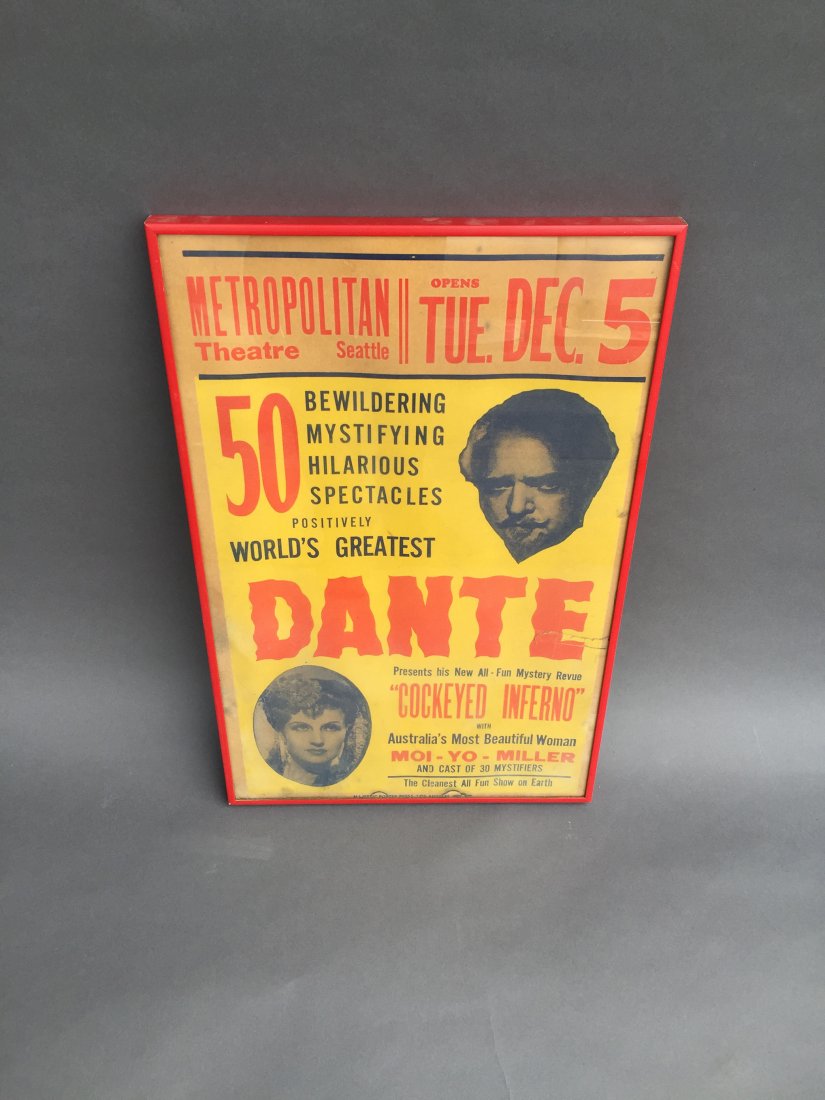 METROPOLITAN
Theatre Seattle
OPENS
TUE. DEC. 5
50
BEWILDERING
MYSTIFYING
HILARIOUS
SPECTACLES
POSITIVELY
WORLD'S GREATEST
DANTE
Presents his New All-Fun Mystery Revue
"COCKEYED INFERNO"
WITH
Australia's Most Beautiful Woman
MOI-YO-MILLER
AND CAST OF 30 MYSTIFIERS
The Cleanest All Fun Show on Earth